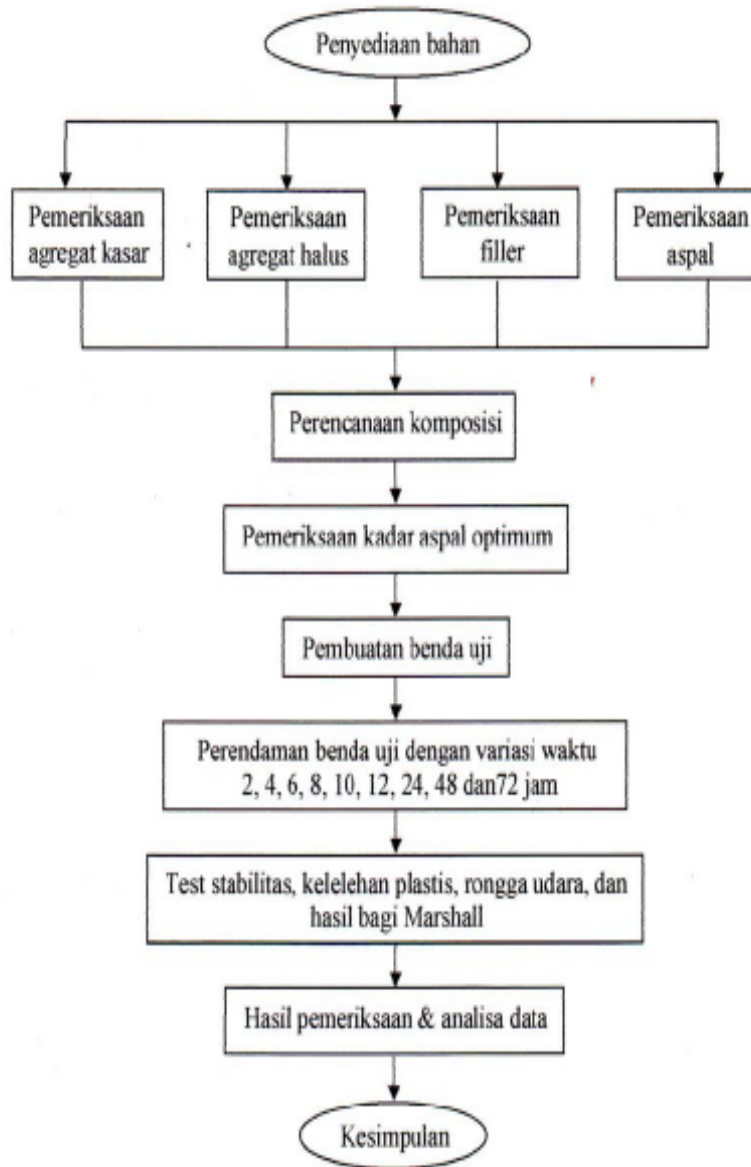 Penyediaan bahan
Pemeriksaan
agregat kasar
Pemeriksaan
agregat halus
Pemeriksaan
filler
Pemeriksaan
aspal
Perencanaan komposisi
Pemeriksaan kadar aspal optimum
Pembuatan benda uji
Perendaman benda uji dengan variasi waktu
2, 4, 6, 8, 10, 12, 24, 48 dan72 jam
Test stabilitas, kelelehan plastis, rongga udara, dan
hasil bagi Marshall
Hasil pemeriksaan & analisa data
Kesimpulan